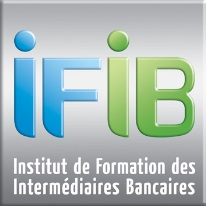 iFiB
Institut de Formation des
Intermédiaires Bancaires